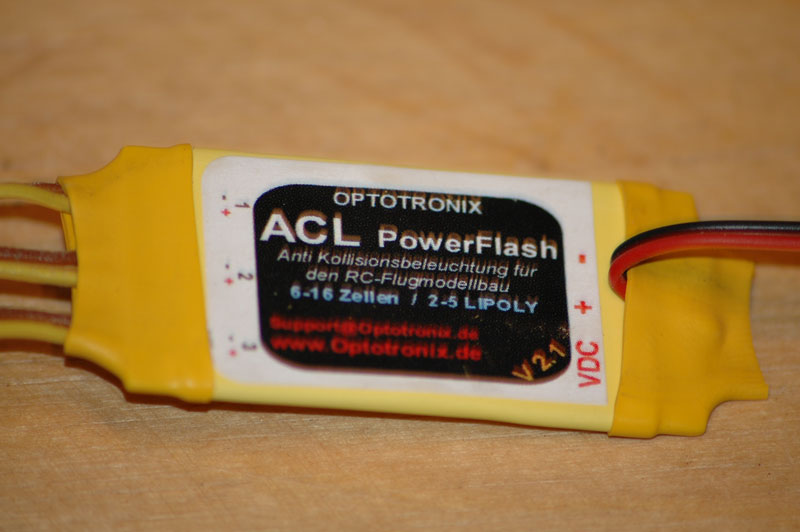 OPTOTRONIX
ACL PowerFlash
Anti Kollisionsbeleuchtung für
den RC-Flugmodellbau
6-16 Zellen / 2-5 LIPOLY
Support@Optotronix.de
www.Optotronix.de
V 2.1
1
- +
2
- +
3
- +
VDC + -